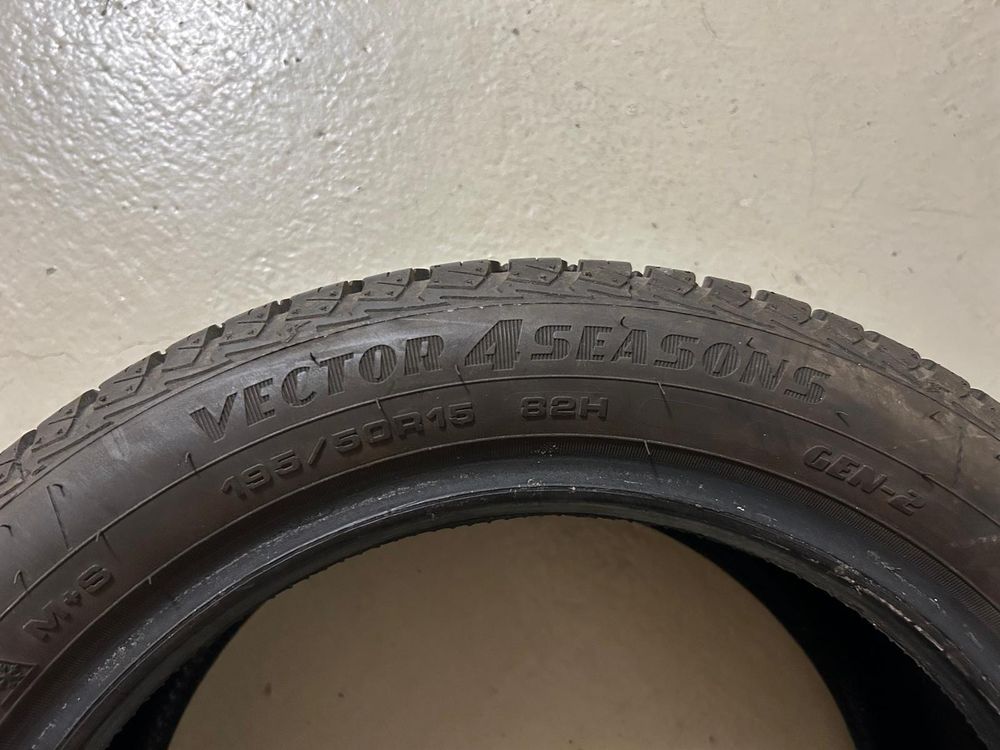 VECTOR 4SEASONS
195/50R15 82H
GEN-2
M+S